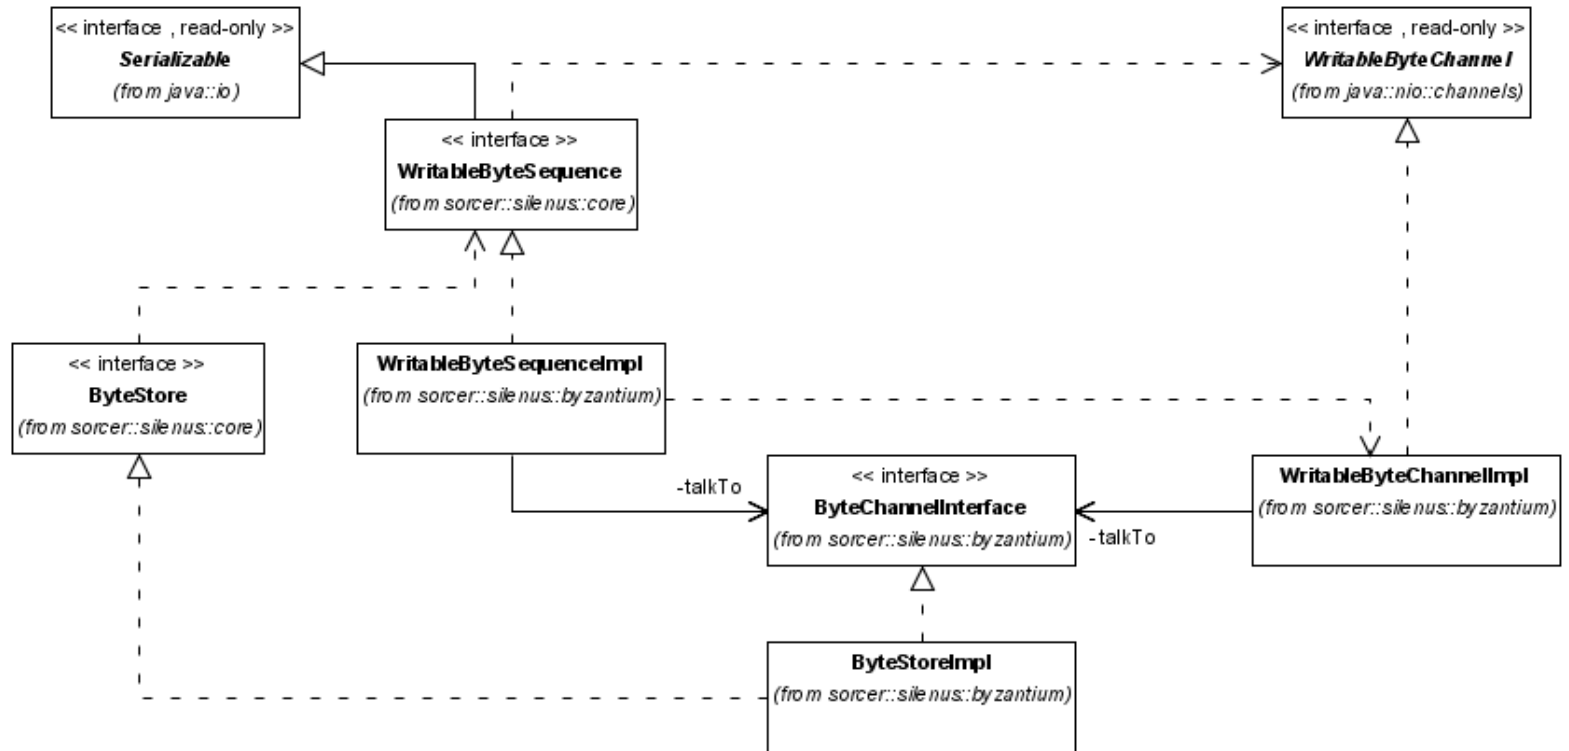 << interface , read-only >>
Serializable
(from java::io)
<< interface , read-only >>
WritableByteChannel
(from java::nio::channels)
<< interface >>
WritableByteSequence
(from sorcer::silenus::core)
<< interface >>
ByteStore
(from sorcer::silenus::core)
WritableByteSequenceImpl
(from sorcer::silenus::byzantium)
-talkTo
<< interface >>
ByteChannelInterface
(from sorcer::silenus::byzantium)
WritableByteChannelImpl
(from sorcer::silenus::byzantium)
-talkTo
ByteStoreImpl
(from sorcer::silenus::byzantium)